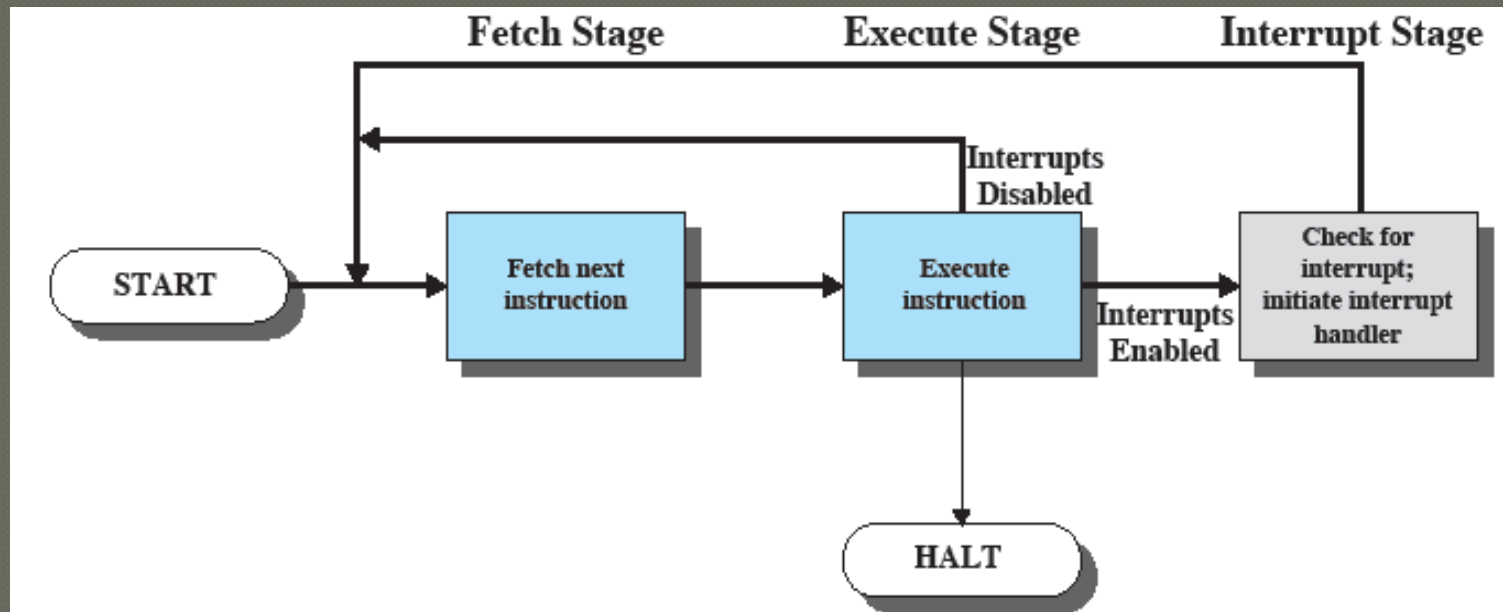 Fetch Stage
Execute Stage
Interrupt Stage
Interrupts
Disabled
START
Fetch next
instruction
Execute
instruction
Interrupts
Enabled
Check for
interrupt;
initiate interrupt
handler
HALT